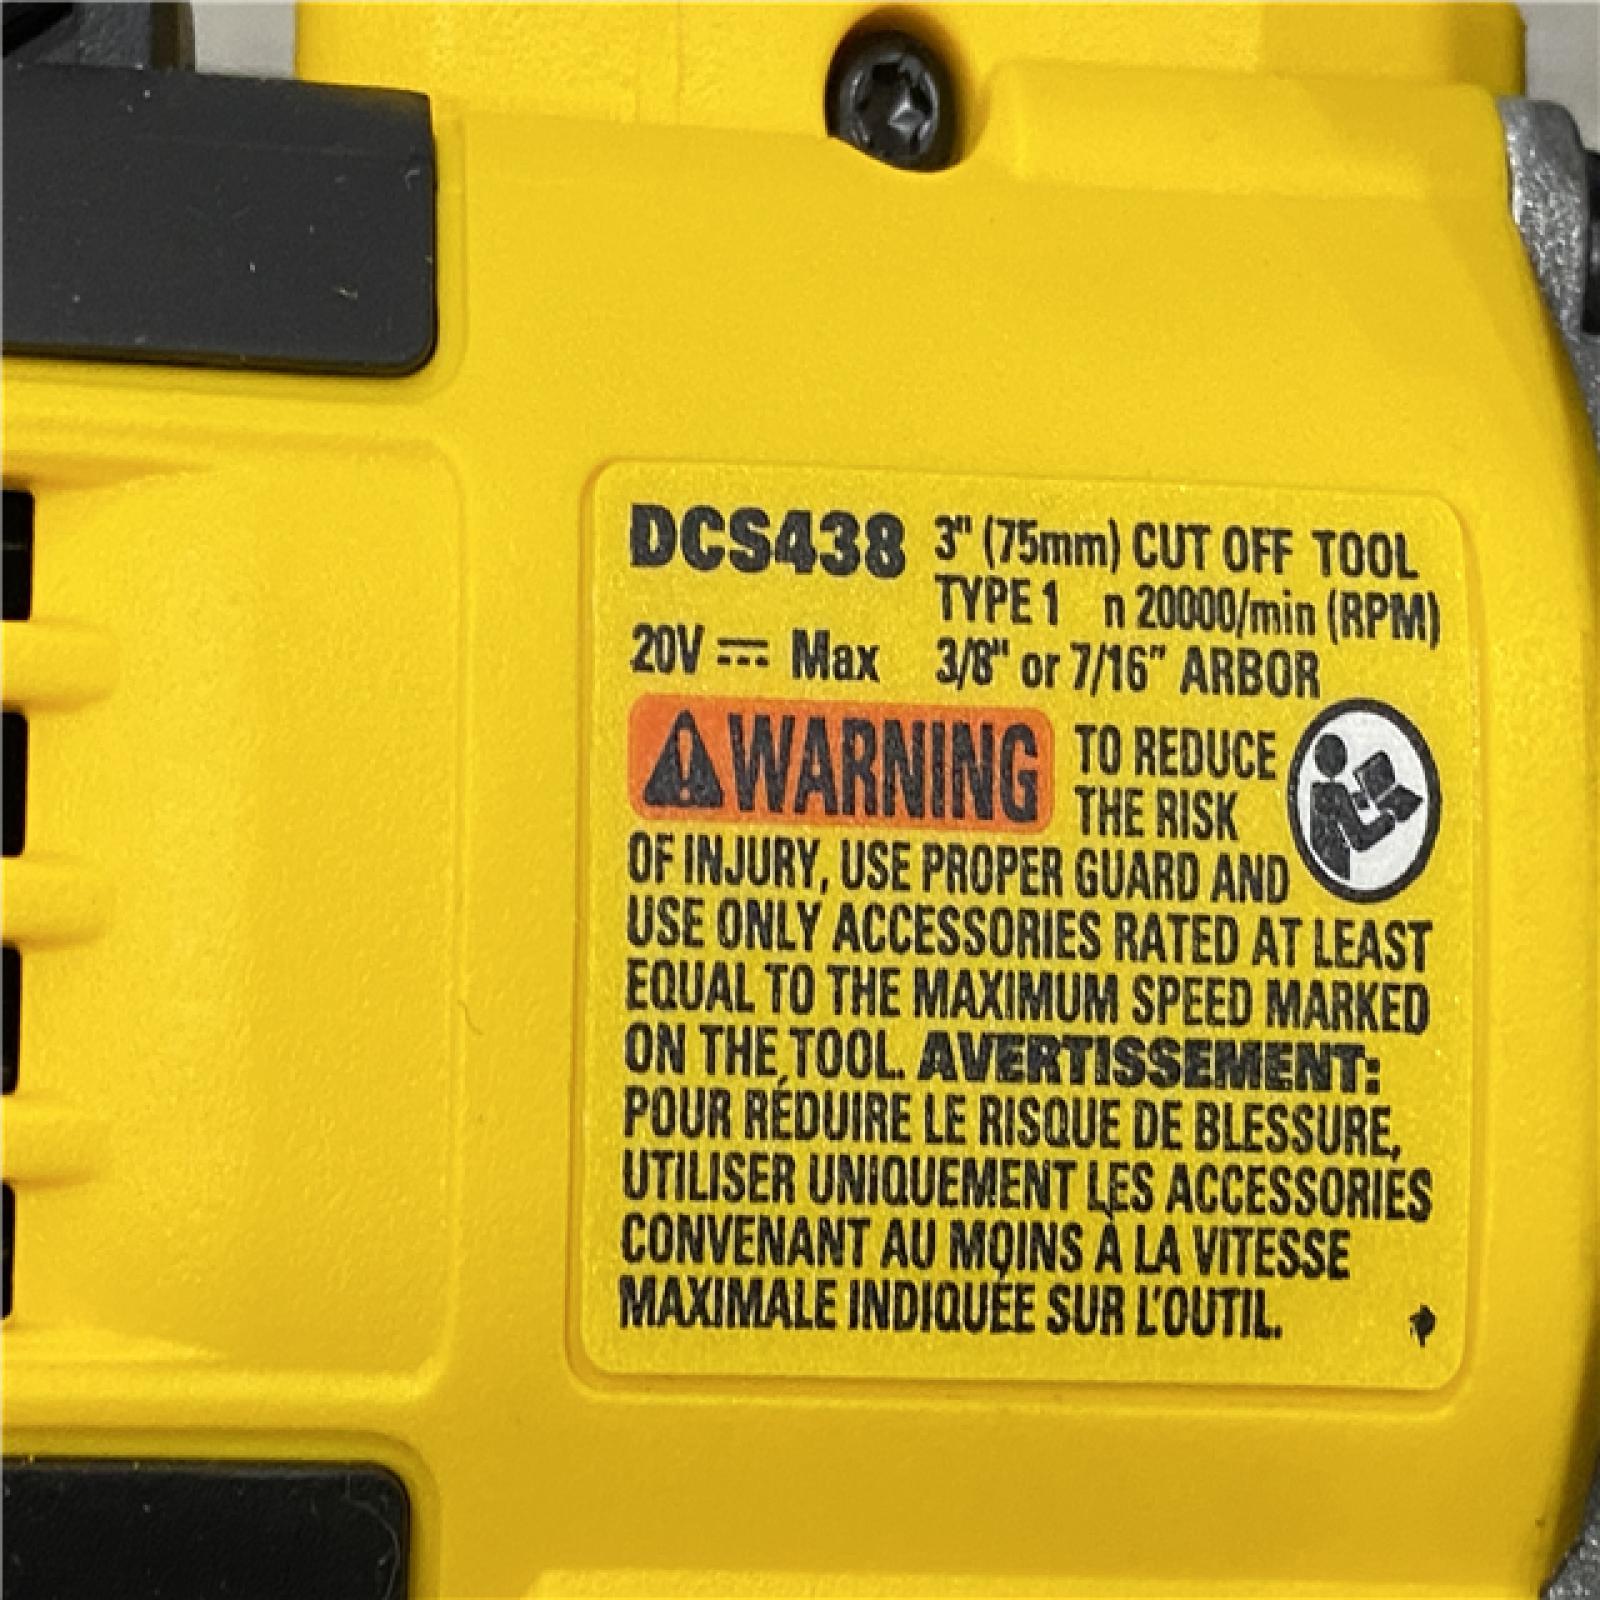 DCS438 3" (75mm) CUT OFF TOOL
TYPE 1 n 20000/min (RPM)
20V ⎓ Max 3/8" or 7/16" ARBOR
WARNING TO REDUCE
THE RISK
OF INJURY, USE PROPER GUARD AND
USE ONLY ACCESSORIES RATED AT LEAST
EQUAL TO THE MAXIMUM SPEED MARKED
ON THE TOOL. AVERTISSEMENT:
POUR RÉDUIRE LE RISQUE DE BLESSURE,
UTILISER UNIQUEMENT LES ACCESSORIES
CONVENANT AU MOINS À LA VITESSE
MAXIMALE INDIQUÉE SUR L'OUTIL.